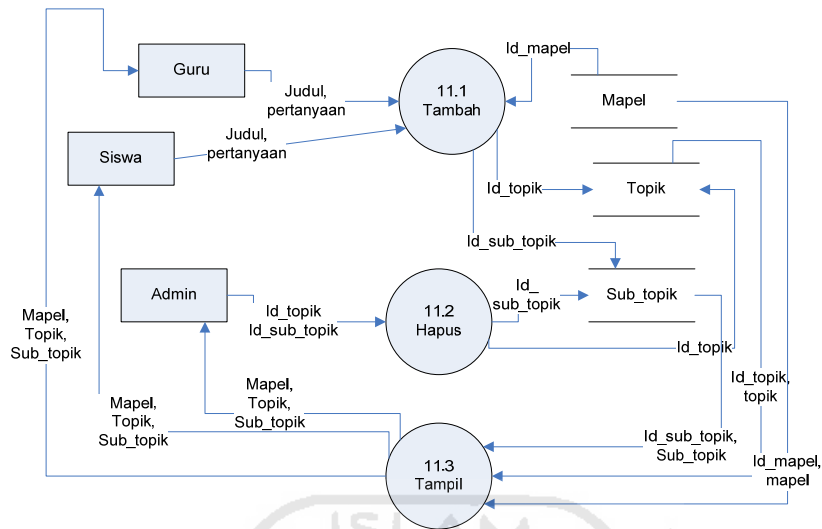 Id_mapel
Guru
11.1
Tambah
Mapel
Judul,
pertanyaan
Siswa
Judul,
pertanyaan
Id_topik
Topik
Id_sub_topik
Admin
Id_topik
Id_sub_topik
11.2
Hapus
Id_
sub_topik
Sub_topik
Id_topik
Mapel,
Topik,
Sub_topik
Mapel,
Topik,
Sub_topik
Mapel,
Topik,
Sub_topik
Id_topik,
topik
Id_sub_topik,
Sub_topik
11.3
Tampil
Id_mapel,
mapel
ISLAM